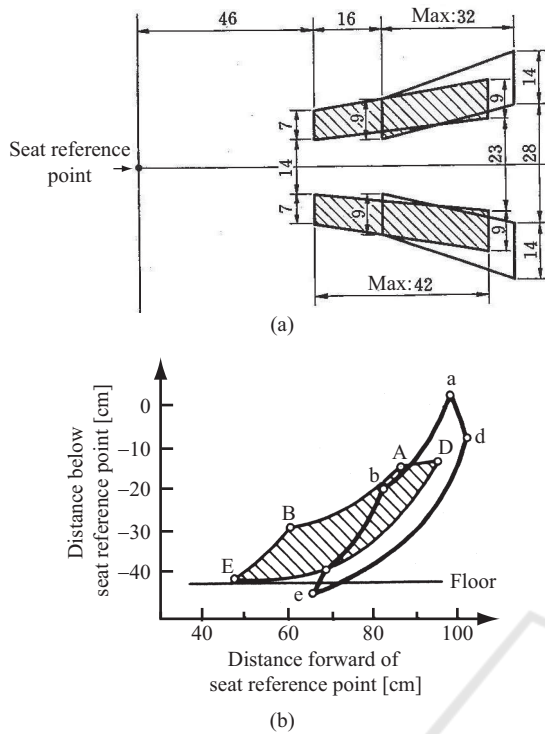 46
16
Max:32
14
9
9
7
Seat reference
point
14
23
28
7
9
9
14
Max:42
(a)
a
0
Distance below
seat reference point [cm]
−10
A
D
d
−20
b
B
−30
E
−40
Floor
e
40
60
80
100
Distance forward of
seat reference point [cm]
(b)